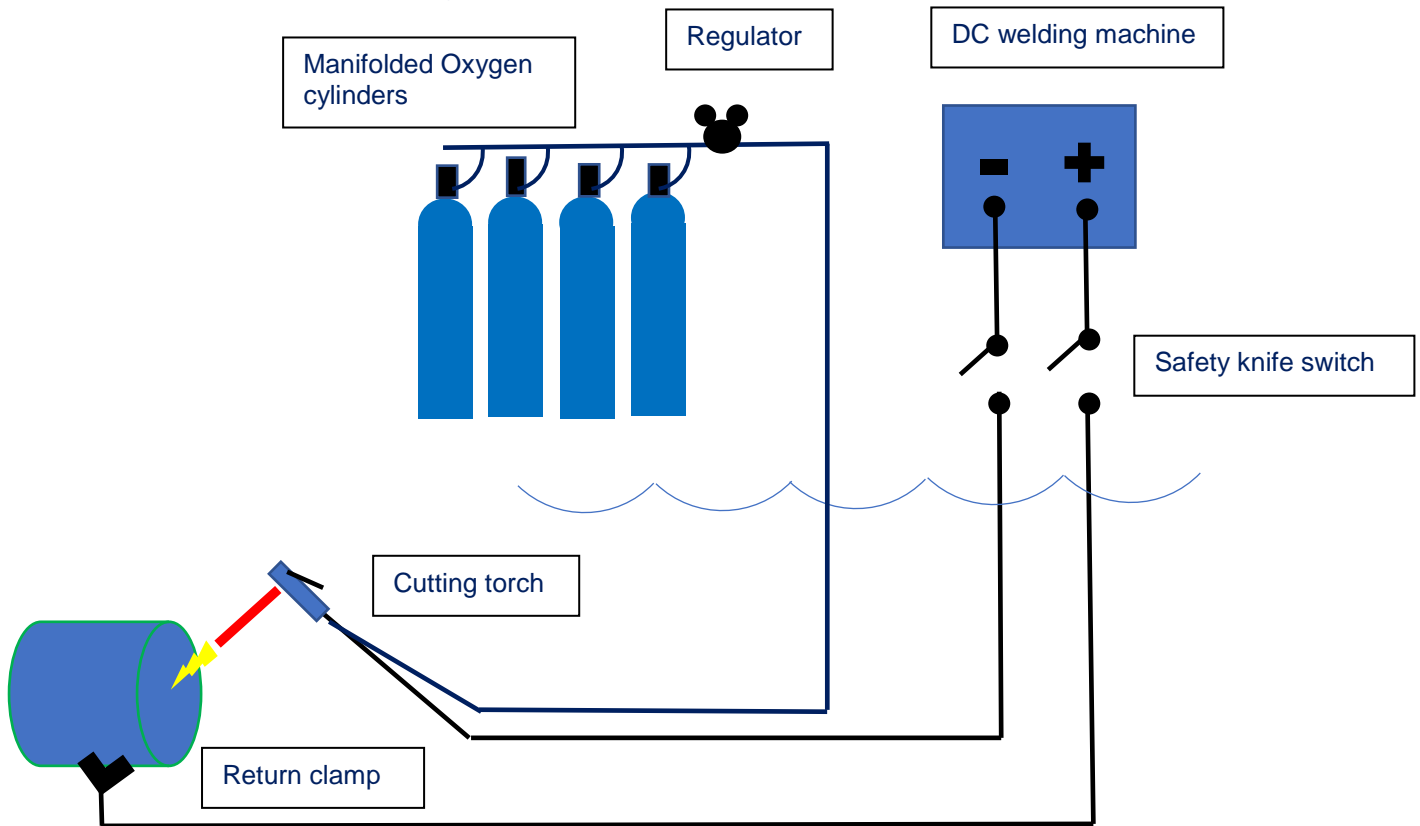 Regulator
DC welding machine
Manifolded Oxygen
cylinders
Safety knife switch
Cutting torch
Return clamp